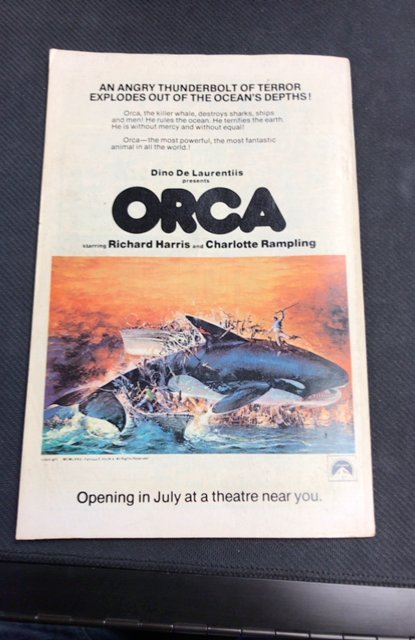 AN ANGRY THUNDERBOLT OF TERROR
EXPLODES OUT OF THE OCEAN'S DEPTHS!
Orca, the killer whale, destroys sharks, ships
and men! He rules the ocean. He terrifies the earth.
He is without mercy and without equal!
Orca—the most powerful, the most fantastic
animal in all the world!
Dino De Laurentiis
presents
ORCA
starring Richard Harris and Charlotte Rampling
All Rights Reserved
Opening in July at a theatre near you.